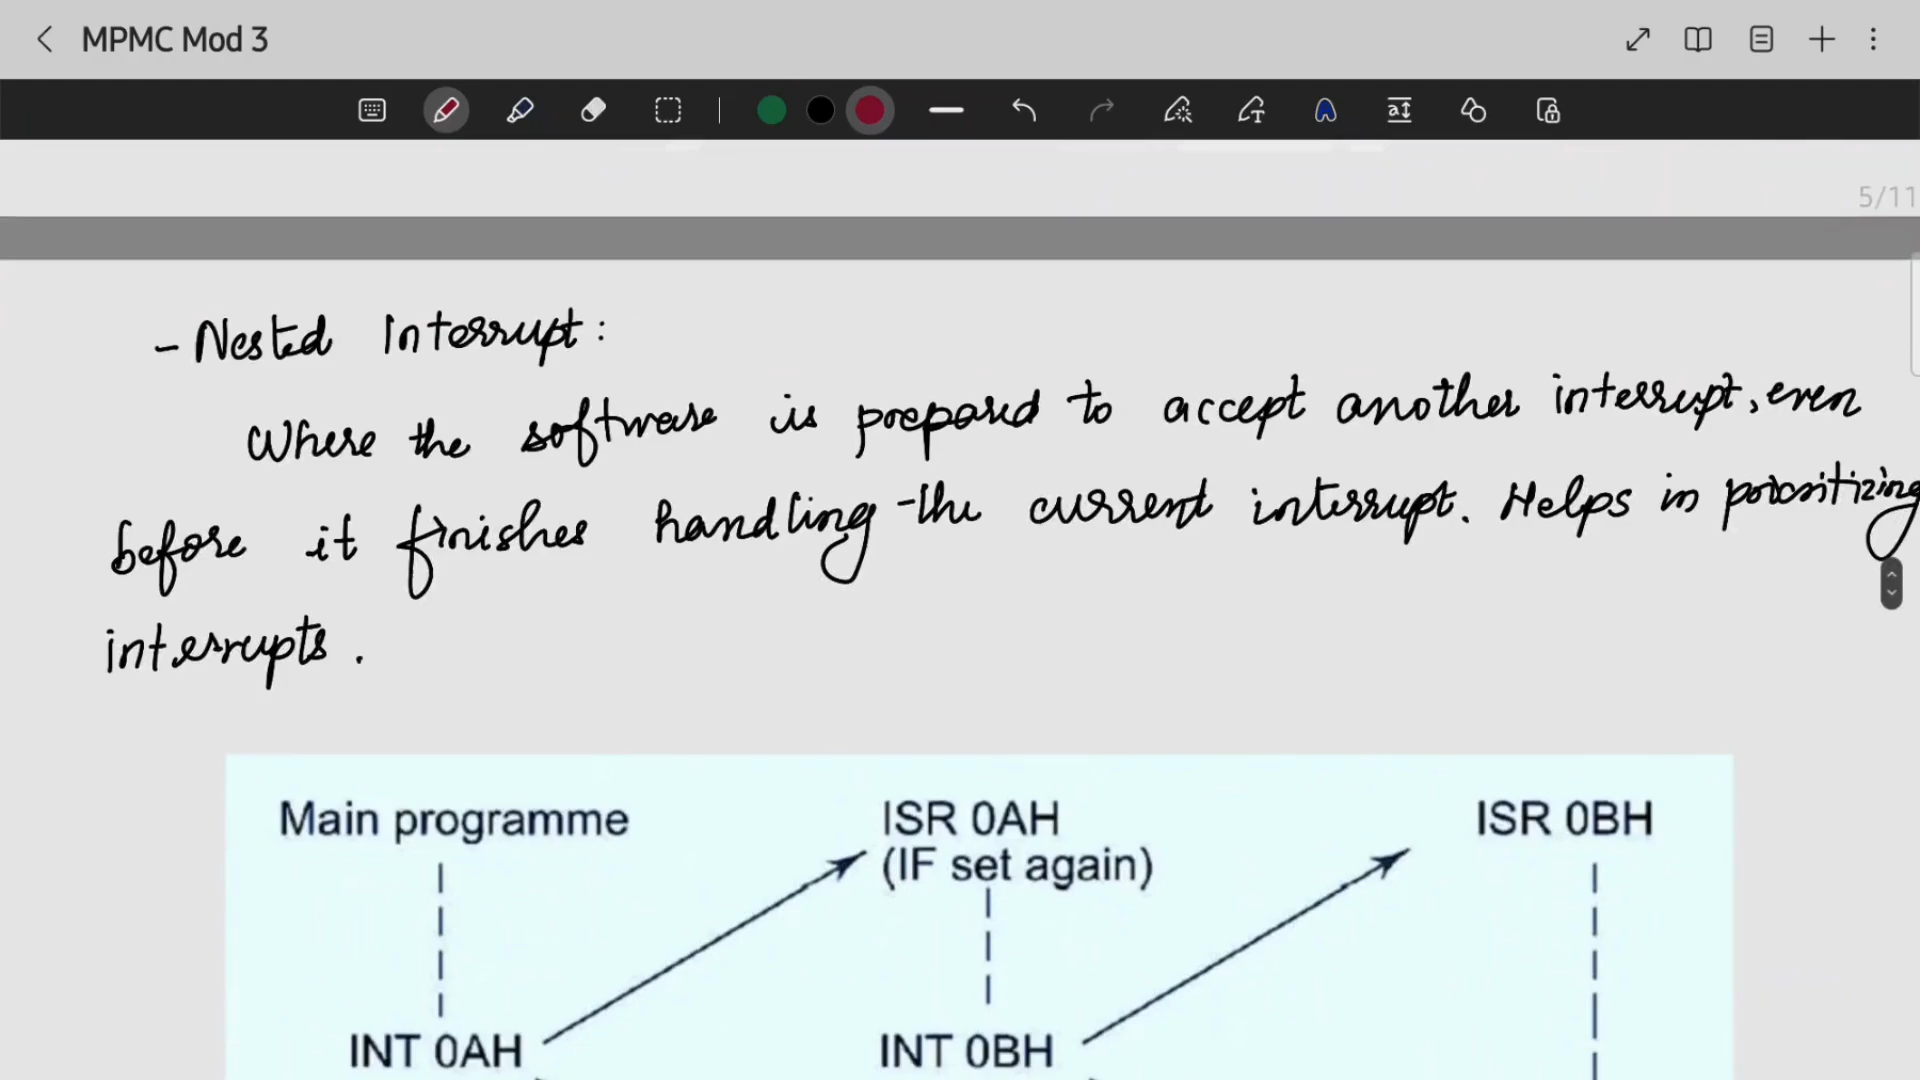 MPMC Mod 3
5/11
- Nested Interrupt:
Where the software is prepared to accept another interrupt, even
before it finishes handling the current interrupt. Helps in prioritizing
interrupts.
Main programme ISR 0AH ISR 0BH
(IF set again)
INT 0AH INT 0BH